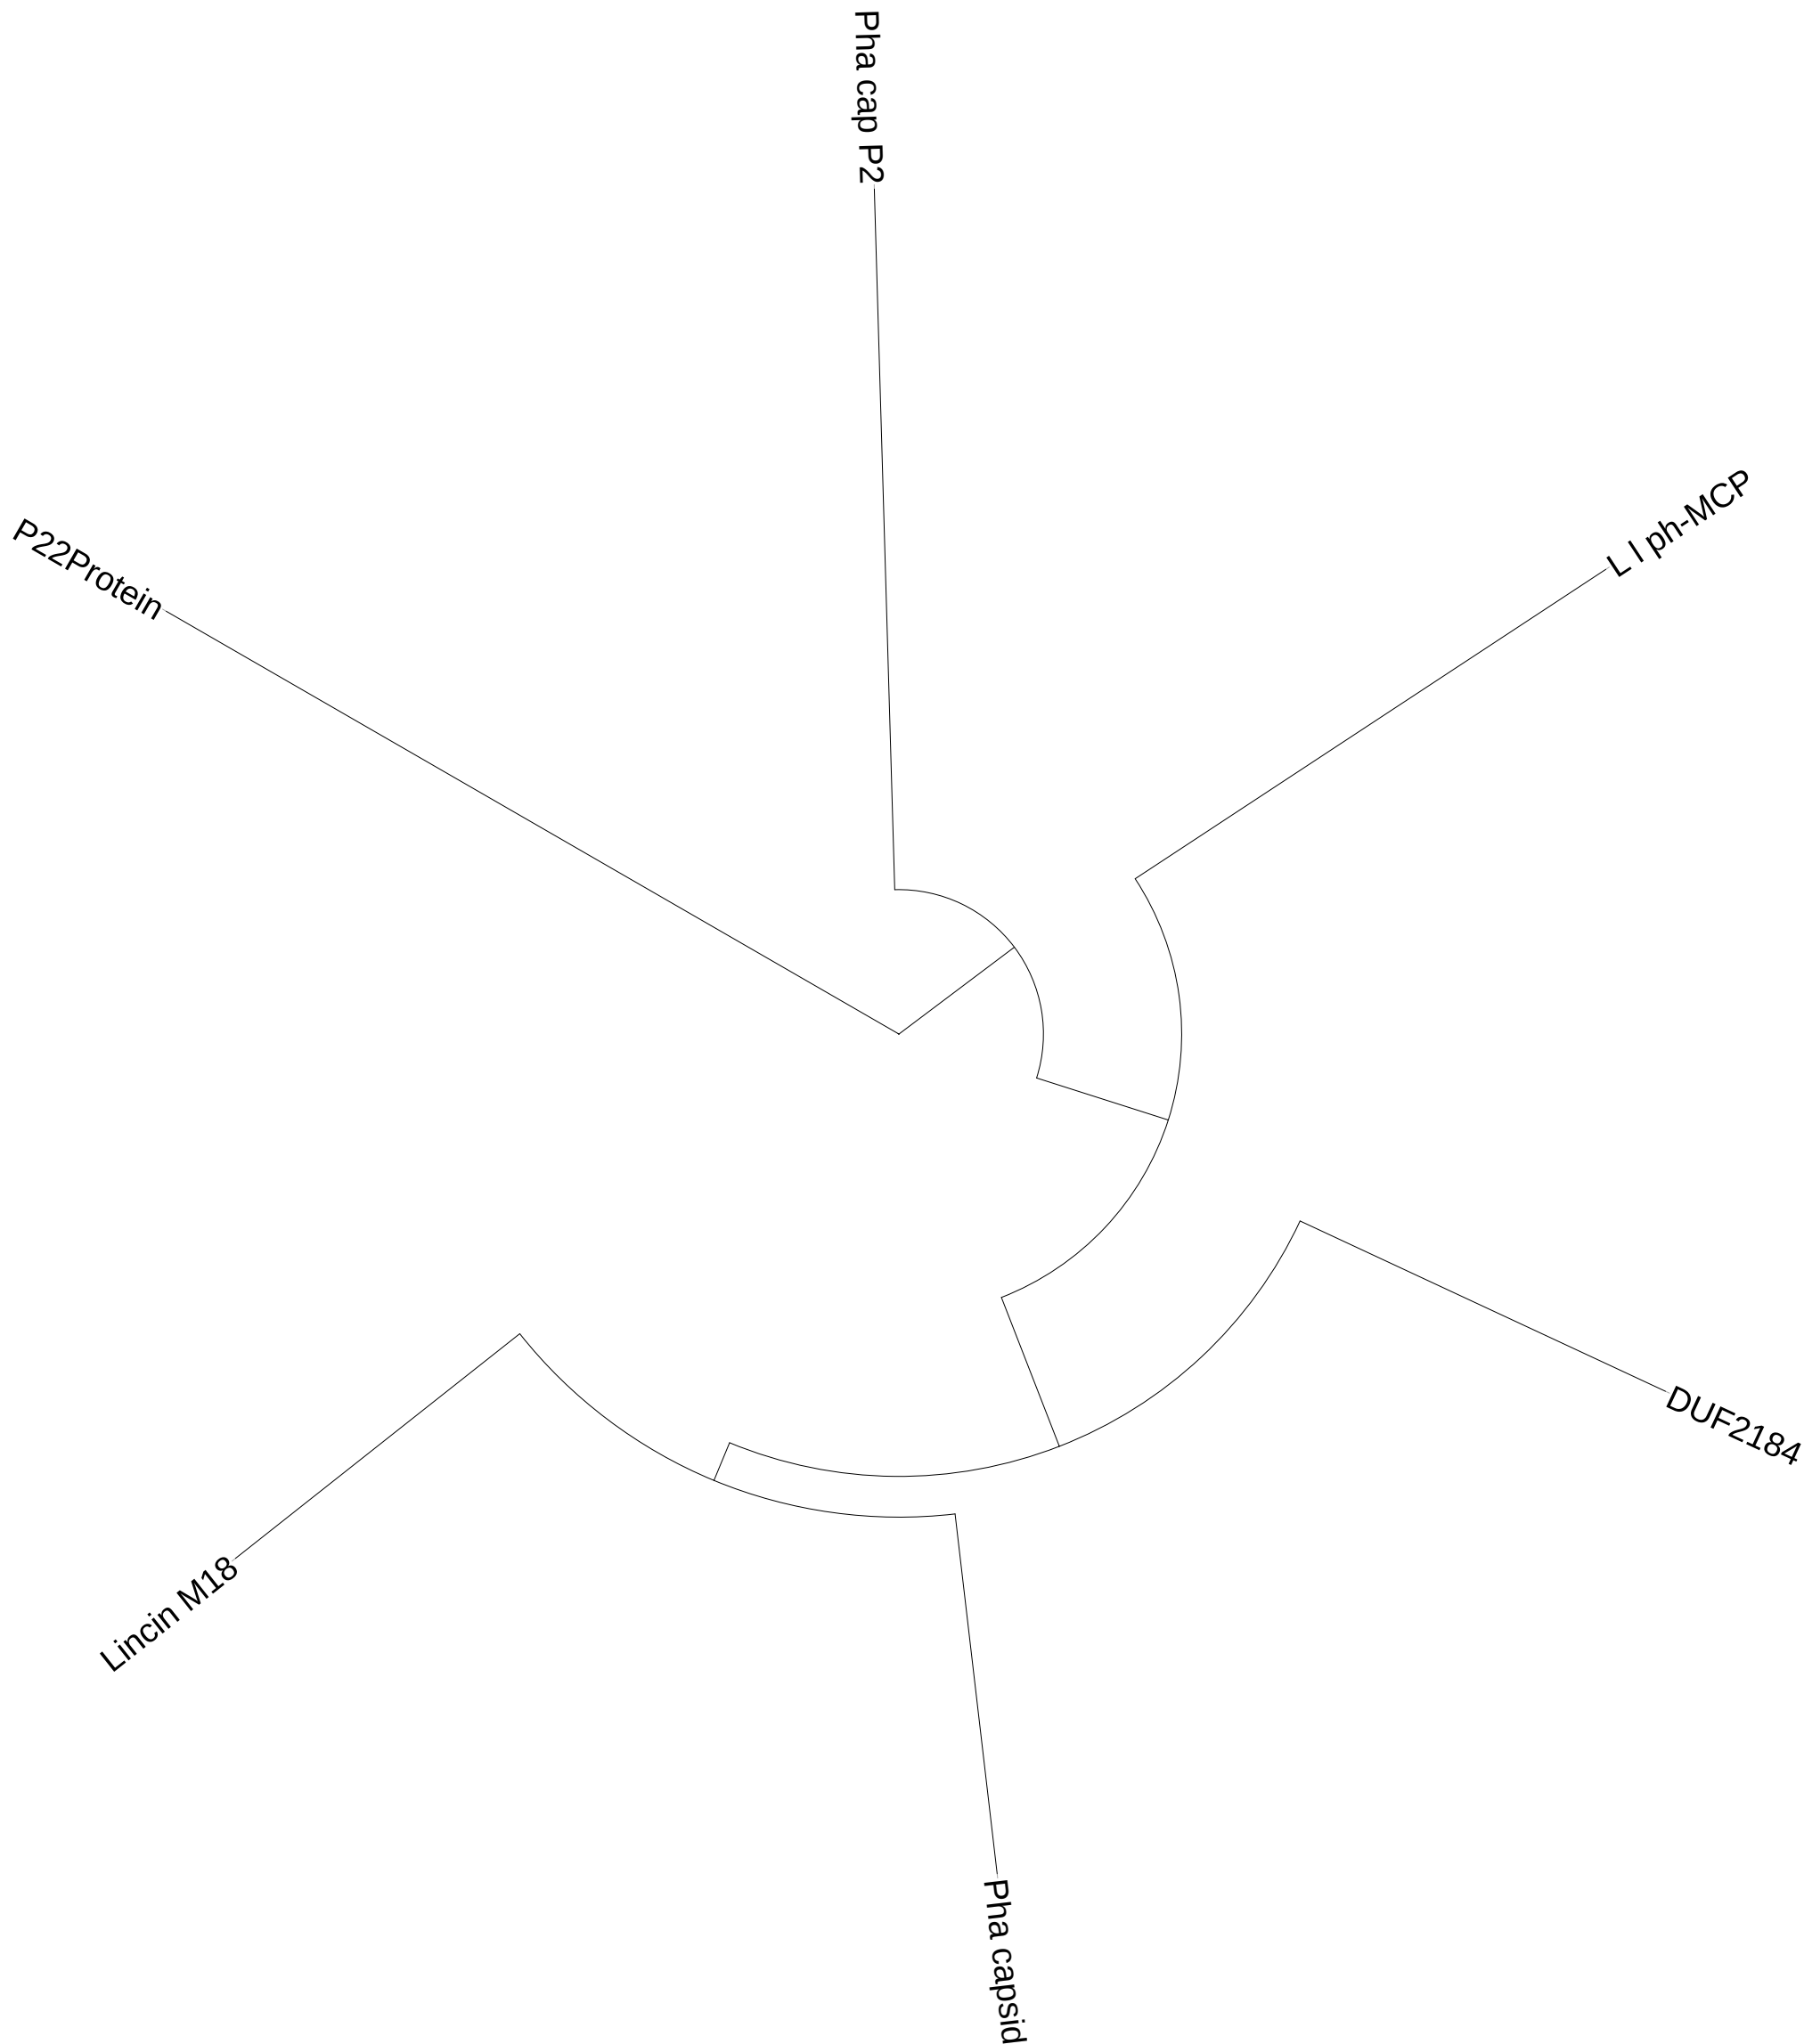 Pha cap P2
L l ph-MCP
P22Protein
DUF2184
Lincin M18
Pha capsid